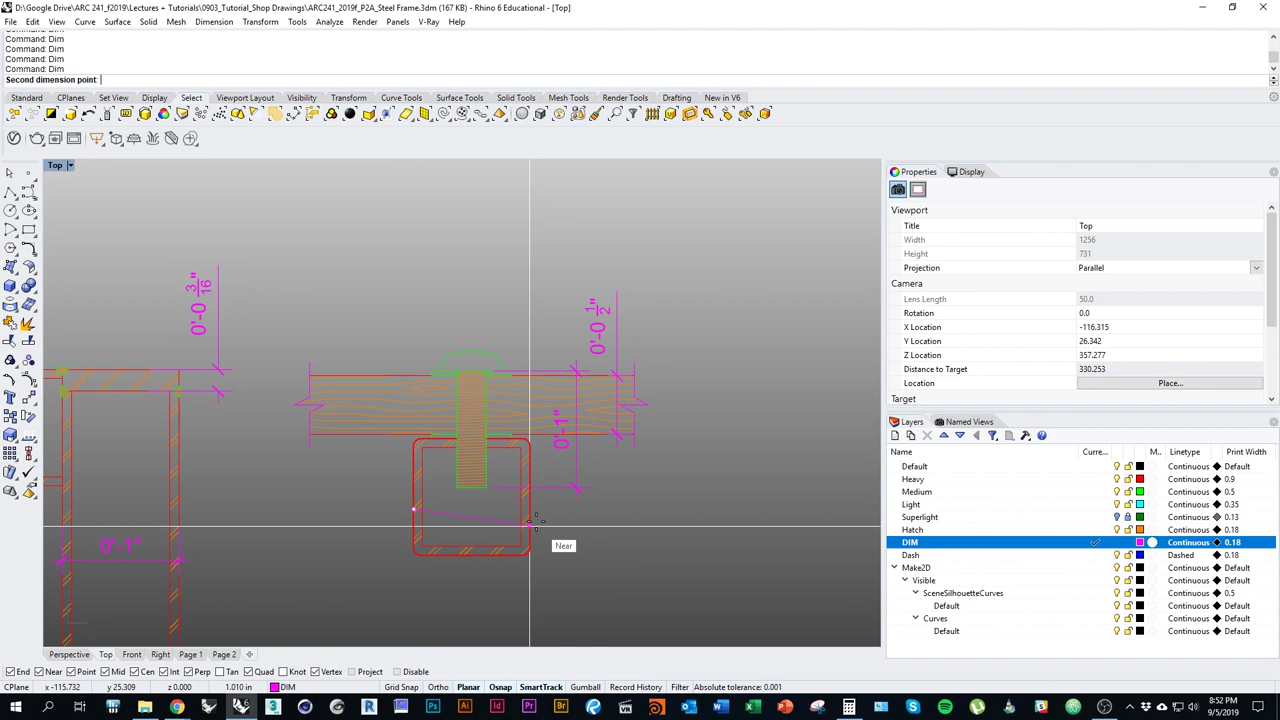 D:\Google Drive\ARC 241_f2019\Lectures + Tutorials\0903_Tutorial_Shop Drawings\ARC241_2019f_P2A_Steel Frame.3dm (167 KB) - Rhino 6 Educational - [Top]
File Edit View Curve Surface Solid Mesh Dimension Transform Tools Analyze Render Panels V-Ray Help
Command: Dim
Command: Dim
Command: Dim
Command: Dim
Second dimension point:
Standard CPlanes Set View Display Select Viewport Layout Visibility Transform Curve Tools Surface Tools Solid Tools Mesh Tools Render Tools Drafting New in V6
Top
0'-0 3/16"
0'-0 1/2"
0'-1"
0'-1"
Near
Properties Display
Viewport
Title Top
Width 1256
Height 731
Projection Parallel
Camera
Lens Length 50.0
Rotation 0.0
X Location -116.315
Y Location 26.342
Z Location 357.277
Distance to Target 330.253
Location Place...
Target
Layers Named Views
Name Curre... M... Linetype Print Width
Default Continuous Default
Heavy Continuous 0.9
Medium Continuous 0.5
Light Continuous 0.35
Superlight Continuous 0.13
Hatch Continuous 0.18
DIM Continuous 0.18
Dash Dashed 0.18
Make2D Continuous Default
Visible Continuous Default
SceneSilhouetteCurves Continuous 0.5
Default Continuous Default
Curves Continuous Default
Default Continuous Default
Perspective Top Front Right Page 1 Page 2
End Near Point Mid Cen Int Perp Tan Quad Knot Vertex Project Disable
CPlane x -115.732 y 25.309 z 0.000 1.010 in DIM Grid Snap Ortho Planar Osnap SmartTrack Gumball Record History Filter Absolute tolerance: 0.001
8:52 PM
9/5/2019